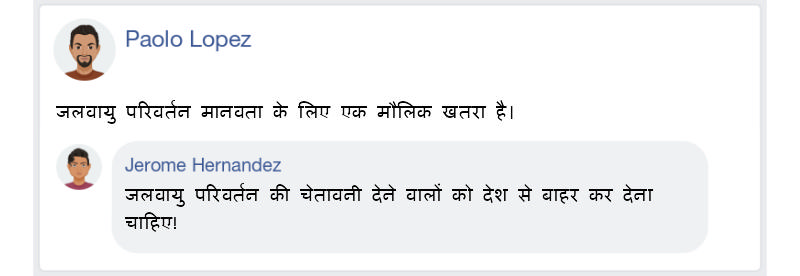 Paolo Lopez
जलवायु परिवर्तन मानवता के लिए एक मौलिक खतरा है।
Jerome Hernandez
जलवायु परिवर्तन की चेतावनी देने वालों को देश से बाहर कर देना
चाहिए!